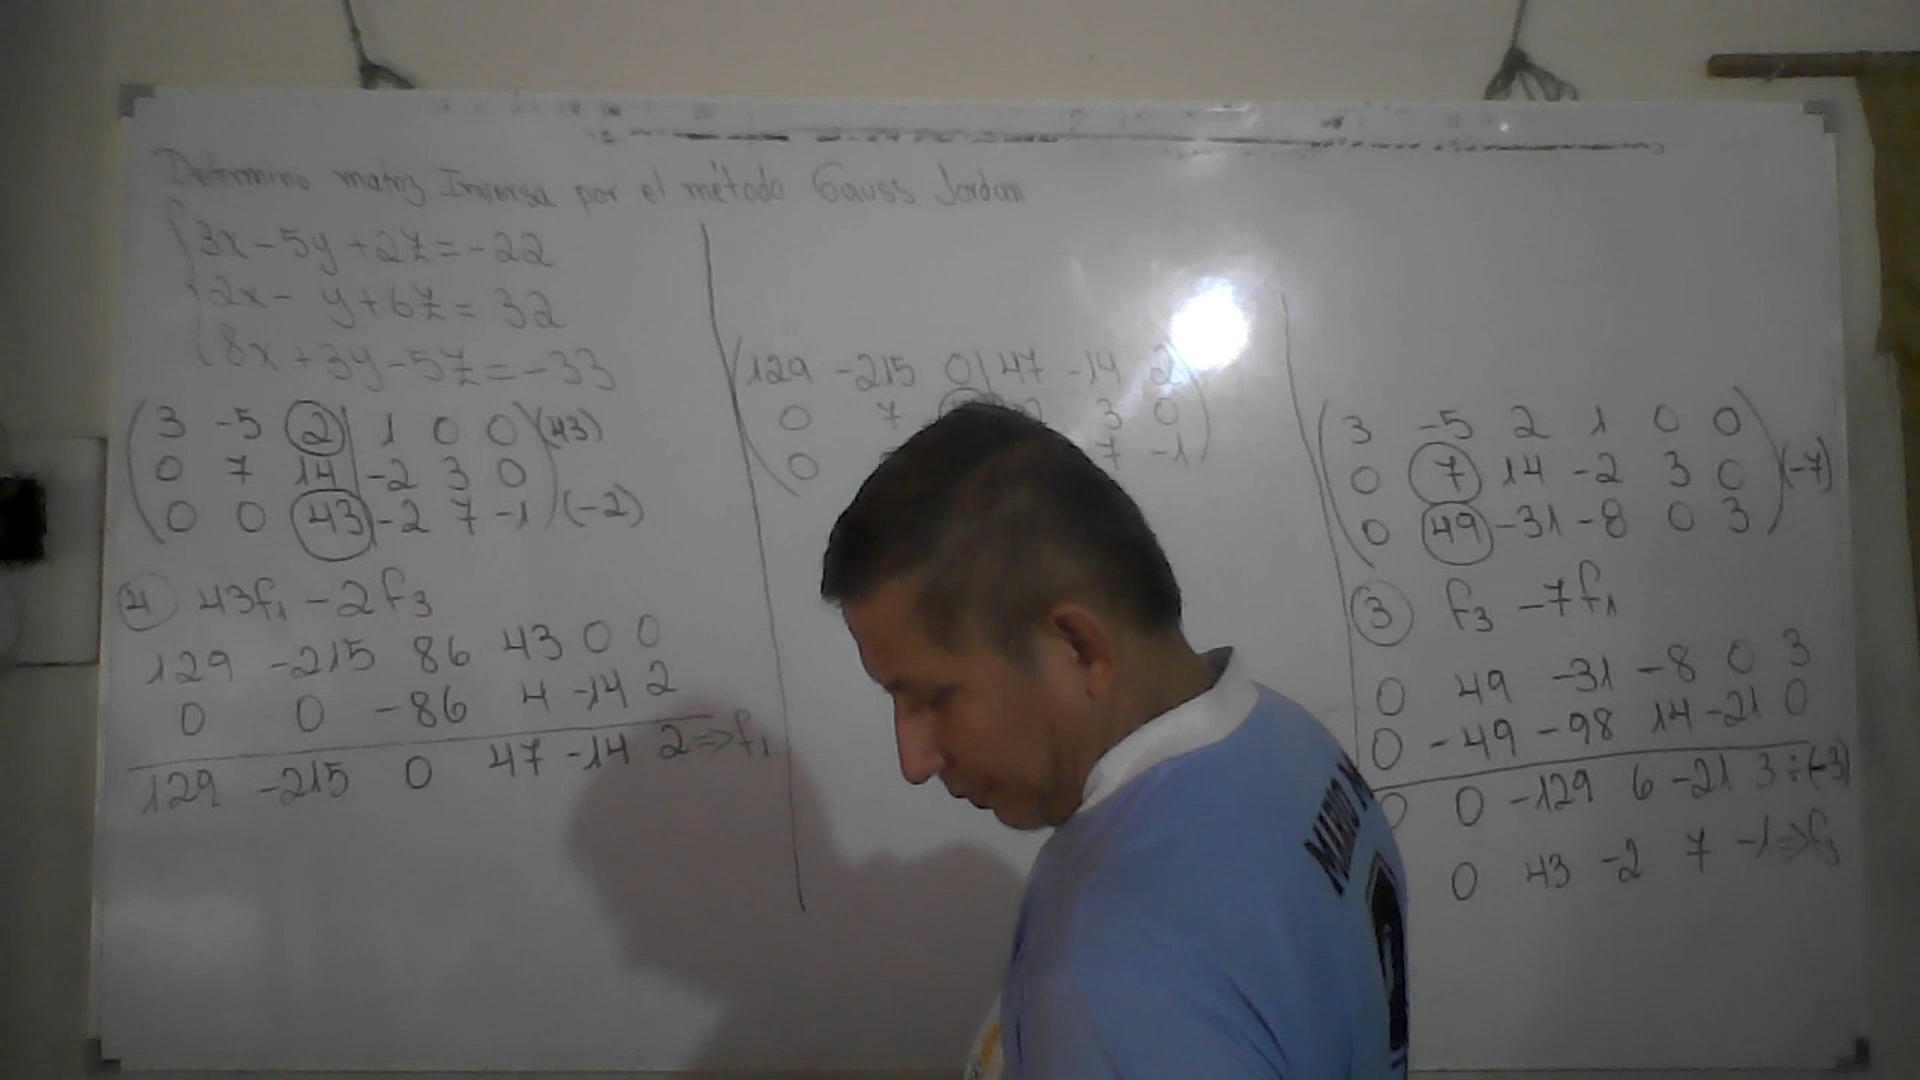 Determino matriz Inversa por el método Gauss Jordan
3x - 5y + 2z = -22
2x - y + 6z = 32
8x + 3y - 5z = -33
3 -5 2 | 1 0 0 (43)
0 7 14 | -2 3 0
0 0 43 | -2 7 -1 (-2)
4 43f₁ - 2f₃
129 -215 86 43 0 0
0 0 -86 4 -14 2
129 -215 0 47 -14 2 => f₁
129 -215 0 | 47 -14 2
0 7 3 0
0 7 -1
3 -5 2 1 0 0
0 7 14 -2 3 0 (-7)
0 49 -31 -8 0 3
3 f₃ - 7f₁
0 49 -31 -8 0 3
0 -49 -98 14 -21 0
0 0 -129 6 -21 3 ÷(-3)
0 43 -2 7 -1 => f₃
MURO